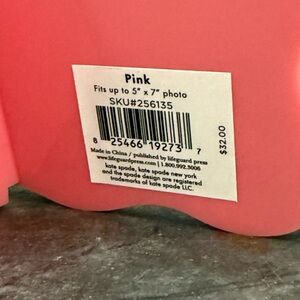 Pink
Fits up to 5" x 7" photo
SKU#256135
8 25466 19273 7
$32.00
Made in China / published by lifeguard press
www.lifeguardpress.com | 1.800.992.3006
kate spade, kate spade new york
and the spade design are registered
trademarks of kate spade LLC.